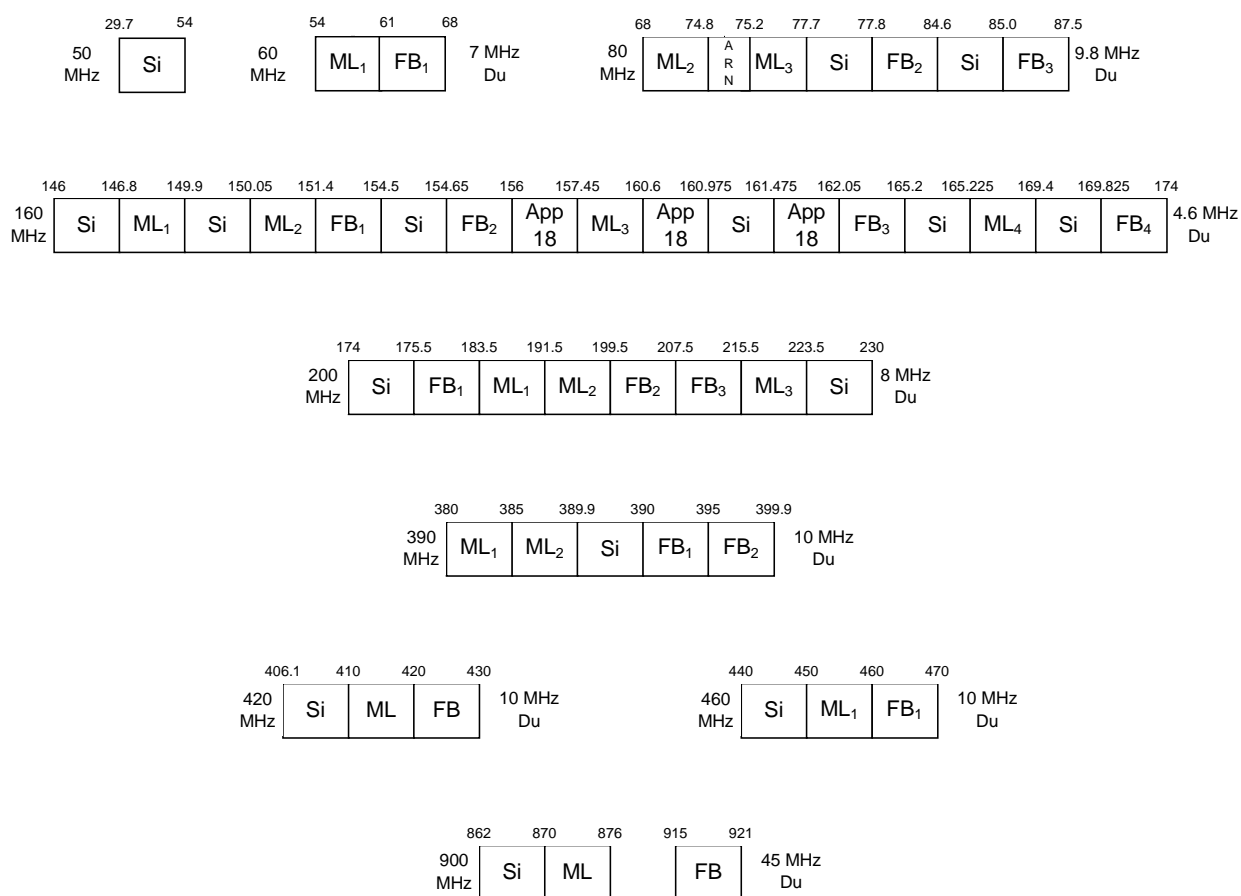 29.7 54
50 MHz Si
54 61 68
60 MHz ML₁ FB₁ 7 MHz Du
68 74.8 75.2 77.7 77.8 84.6 85.0 87.5
80 MHz ML₂ ARN ML₃ Si FB₂ Si FB₃ 9.8 MHz Du
146 146.8 149.9 150.05 151.4 154.5 154.65 156 157.45 160.6 160.975 161.475 162.05 165.2 165.225 169.4 169.825 174
160 MHz Si ML₁ Si ML₂ FB₁ Si FB₂ App 18 ML₃ App 18 Si App 18 FB₃ Si ML₄ Si FB₄ 4.6 MHz Du
174 175.5 183.5 191.5 199.5 207.5 215.5 223.5 230
200 MHz Si FB₁ ML₁ ML₂ FB₂ FB₃ ML₃ Si 8 MHz Du
380 385 389.9 390 395 399.9
390 MHz ML₁ ML₂ Si FB₁ FB₂ 10 MHz Du
406.1 410 420 430
420 MHz Si ML FB 10 MHz Du
440 450 460 470
460 MHz Si ML₁ FB₁ 10 MHz Du
862 870 876 915 921
900 MHz Si ML FB 45 MHz Du